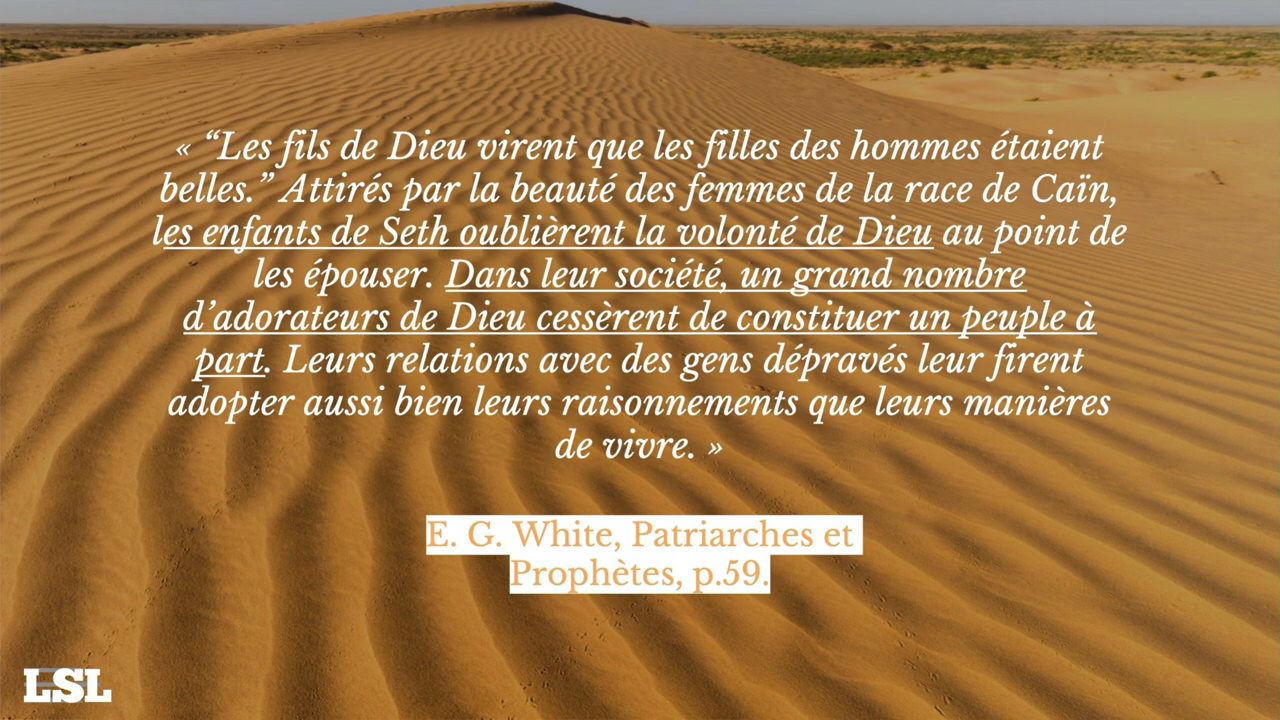 « “Les fils de Dieu virent que les filles des hommes étaient
belles.” Attirés par la beauté des femmes de la race de Caïn,
les enfants de Seth oublièrent la volonté de Dieu au point de
les épouser. Dans leur société, un grand nombre
d’adorateurs de Dieu cessèrent de constituer un peuple à
part. Leurs relations avec des gens dépravés leur firent
adopter aussi bien leurs raisonnements que leurs manières
de vivre. »
E. G. White, Patriarches et
Prophètes, p.59.
LSL